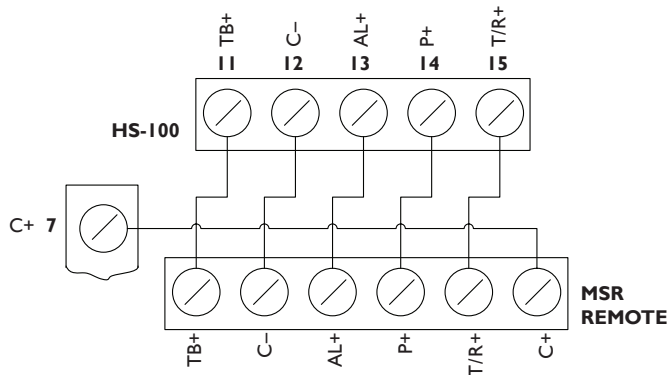 TB+ C– AL+ P+ T/R+
11 12 13 14 15
HS-100
C+ 7
MSR
REMOTE
TB+ C– AL+ P+ T/R+ C+